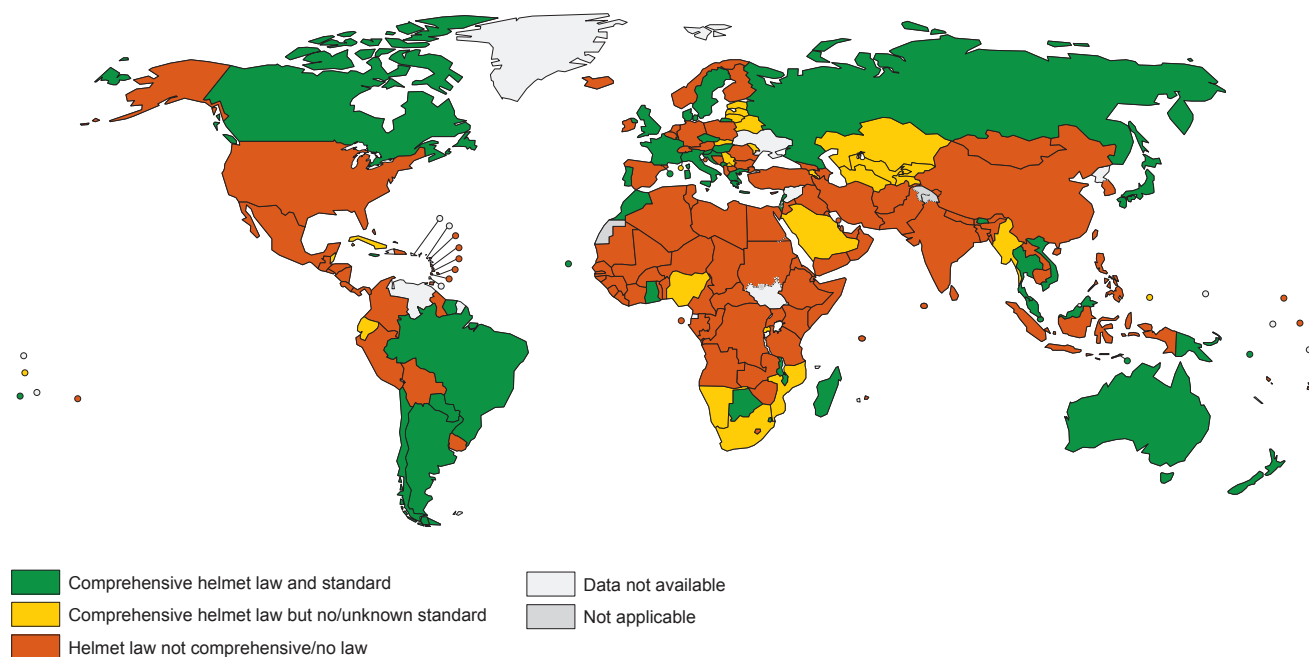 Comprehensive helmet law and standard
Comprehensive helmet law but no/unknown standard
Helmet law not comprehensive/no law
Data not available
Not applicable